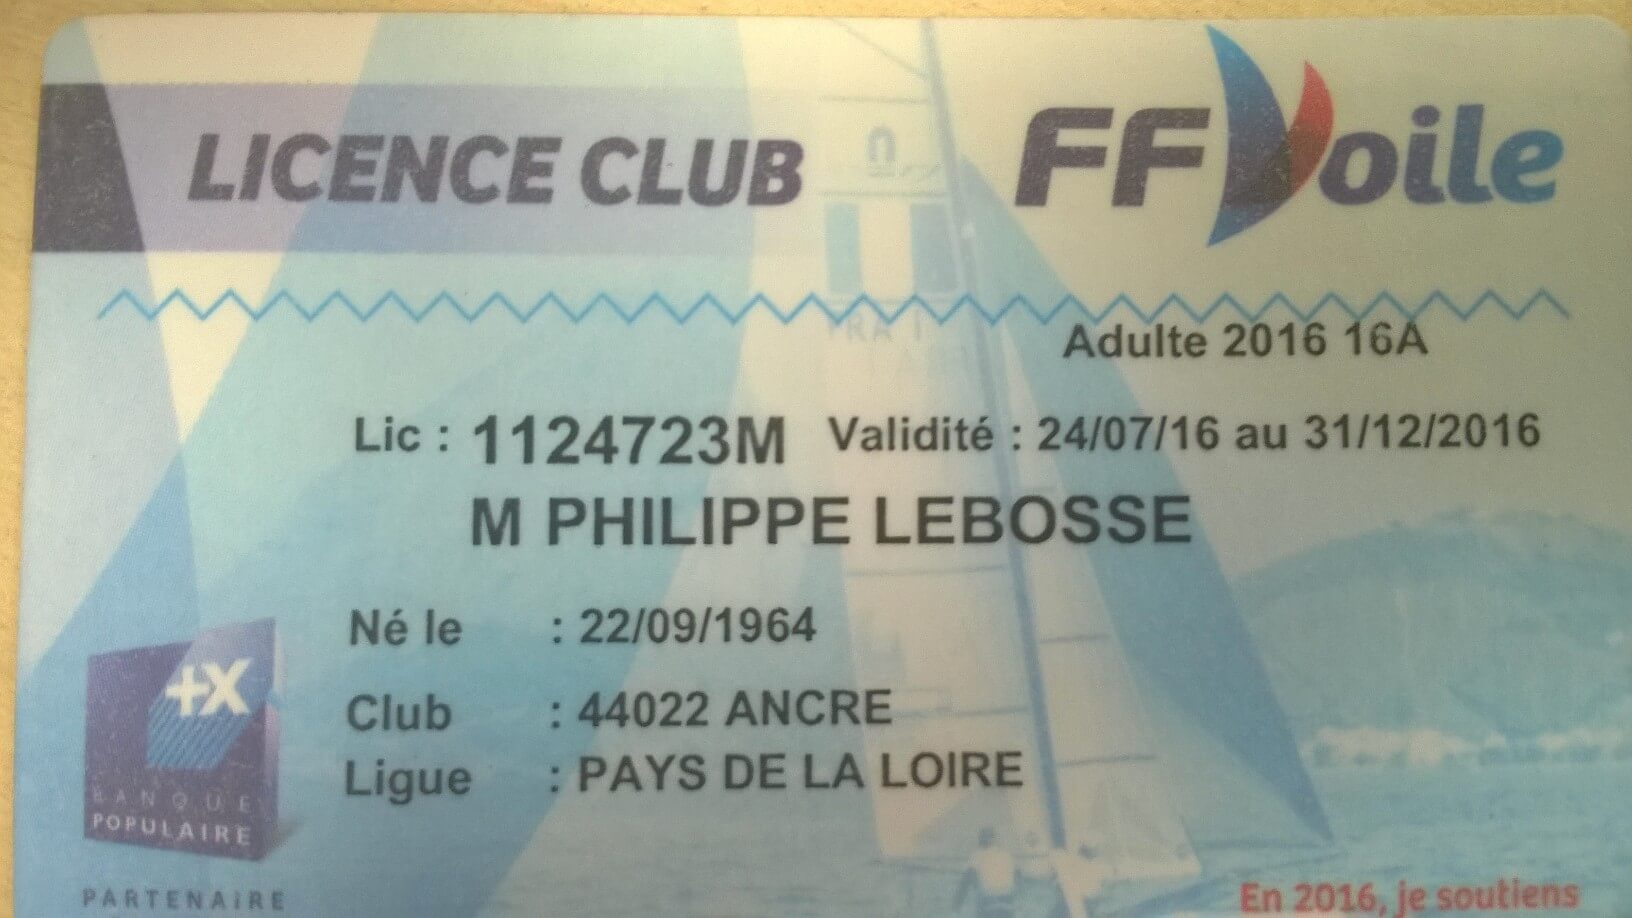 LICENCE CLUB
FFVoile
Adulte 2016 16A
Lic : 1124723M Validité : 24/07/16 au 31/12/2016
M PHILIPPE LEBOSSE
Né le : 22/09/1964
Club : 44022 ANCRE
Ligue : PAYS DE LA LOIRE
+X
BANQUE
POPULAIRE
PARTENAiRE
En 2016, je soutiens